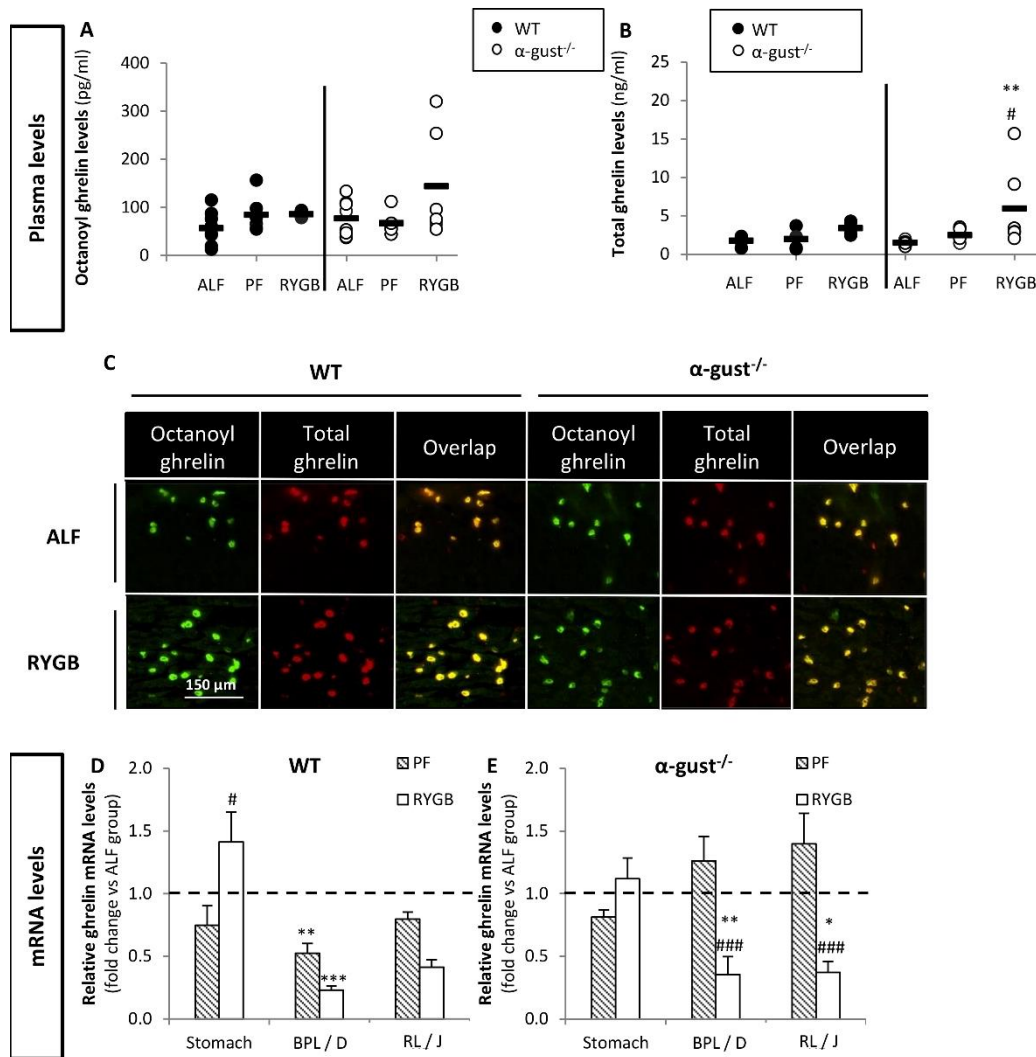 Plasma levels
A
WT
α-gust-/-
Octanoyl ghrelin levels (pg/ml)
400
300
200
100
0
ALF PF RYGB ALF PF RYGB
B
WT
α-gust-/-
Total ghrelin levels (ng/ml)
25
20
15
10
5
0
**
#
ALF PF RYGB ALF PF RYGB
C
WT α-gust-/-
Octanoyl ghrelin
Total ghrelin
Overlap
Octanoyl ghrelin
Total ghrelin
Overlap
ALF
RYGB
150 µm
mRNA levels
D
WT
PF
RYGB
Relative ghrelin mRNA levels
(fold change vs ALF group)
2.0
1.5
1.0
0.5
0.0
#
**
***
Stomach BPL / D RL / J
E
α-gust-/-
PF
RYGB
Relative ghrelin mRNA levels
(fold change vs ALF group)
2.0
1.5
1.0
0.5
0.0
**
###
*
###
Stomach BPL / D RL / J